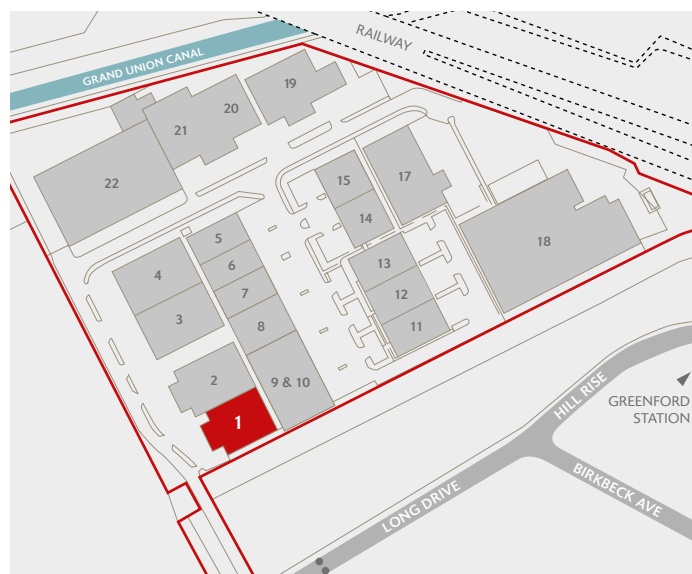 RAILWAY
GRAND UNION CANAL
19
20
21
22
15
17
14
5
18
6
4
13
7
12
3
8
11
2
9 & 10
1
HILL RISE
GREENFORD
STATION
BIRKBECK AVE
LONG DRIVE